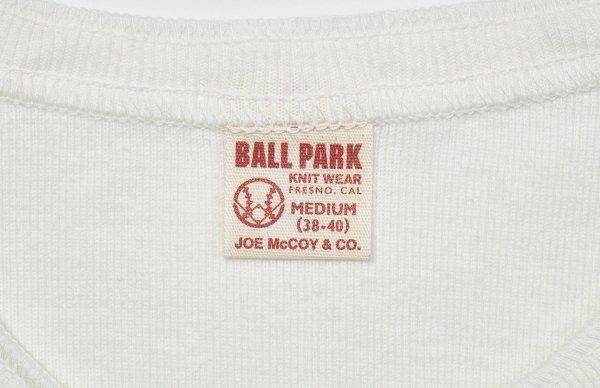 BALL PARK
KNIT WEAR
FRESNO. CAL
MEDIUM
(38-40)
JOE McCOY & CO.